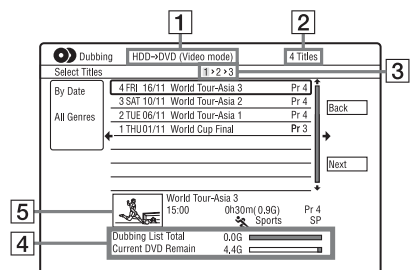 1
2
Dubbing HDD→DVD (Video mode) 4 Titles
Select Titles 1 › 2 › 3
3
By Date
All Genres
4 FRI 16/11 World Tour-Asia 3 Pr 4
3 SAT 10/11 World Tour-Asia 2 Pr 4
2 TUE 06/11 World Tour-Asia 1 Pr 4
1 THU 01/11 World Cup Final Pr 3
Back
Next
5
World Tour-Asia 3
15:00 0h30m(0.9G) Pr 4
Sports SP
4
Dubbing List Total 0.0G
Current DVD Remain 4,4G